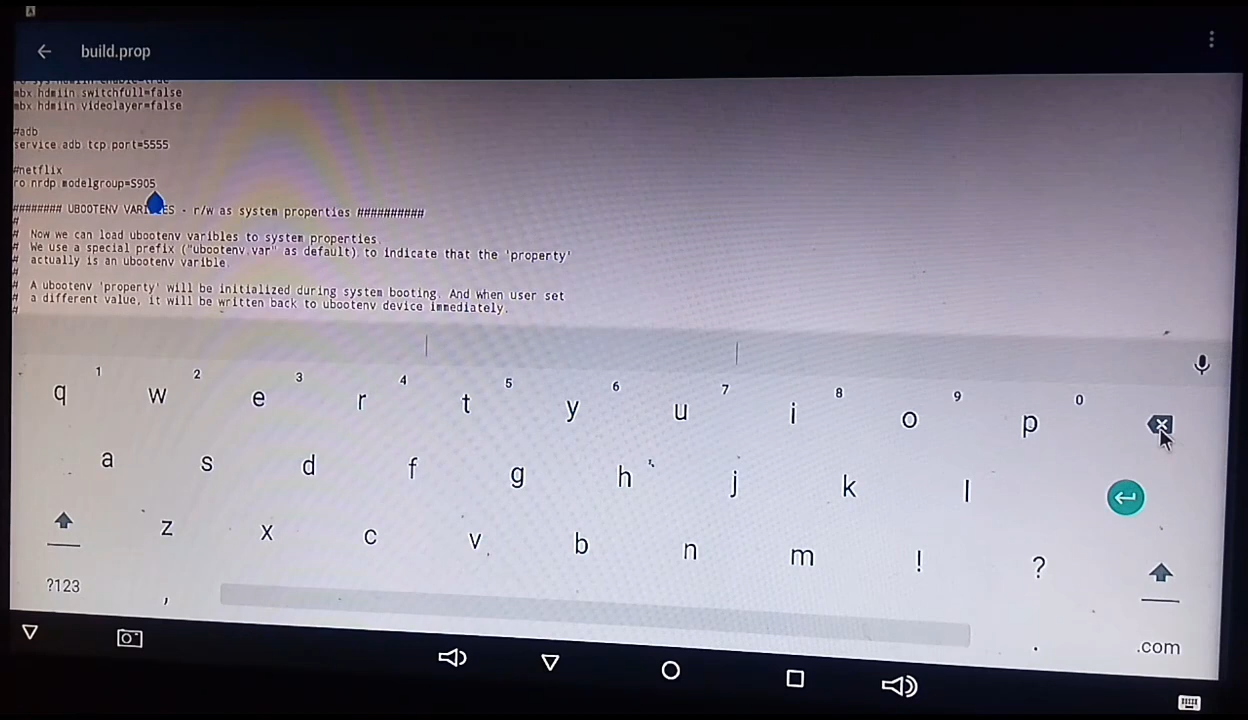 build.prop
mbx.hdmiin.switchfull=false
mbx.hdmiin.videolayer=false
#adb
service.adb.tcp.port=5555
#netflix
ro.nrdp.modelgroup=S905
######## UBOOTENV - r/w as system properties ##########
#
# Now we can load ubootenv varibles to system properties.
# We use a special prefix ("ubootenv.var" as default) to indicate that the 'property'
# actually is an ubootenv varible.
#
# A ubootenv 'property' will be initialized during system booting. And when user set
# a different value, it will be written back to ubootenv device immediately.
#
1 2 3 4 5 6 7 8 9 0
q w e r t y u i o p
a s d f g h j k l
z x c v b n m ! ?
?123 , . .com